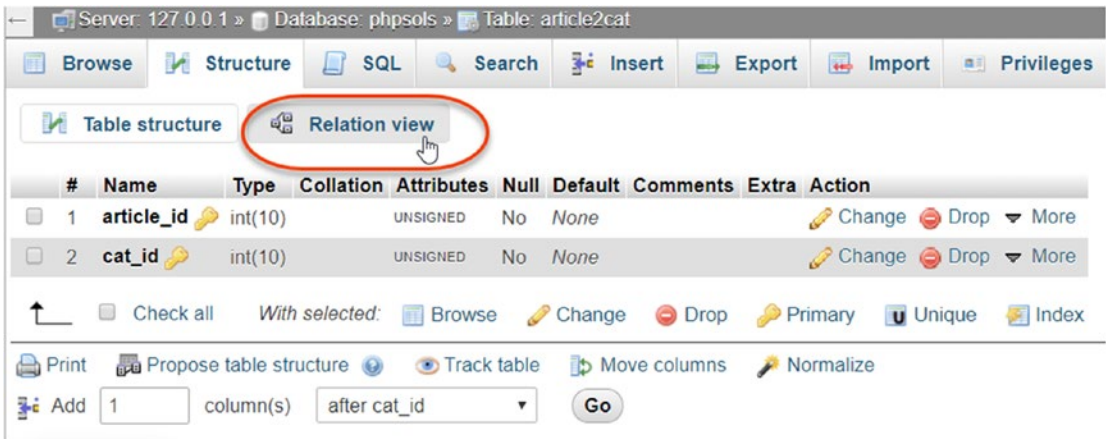 Server: 127.0.0.1 » Database: phpsols » Table: article2cat
Browse Structure SQL Search Insert Export Import Privileges
Table structure Relation view
# Name Type Collation Attributes Null Default Comments Extra Action
1 article_id int(10) UNSIGNED No None Change Drop More
2 cat_id int(10) UNSIGNED No None Change Drop More
Check all With selected: Browse Change Drop Primary Unique Index
Print Propose table structure Track table Move columns Normalize
Add 1 column(s) after cat_id Go